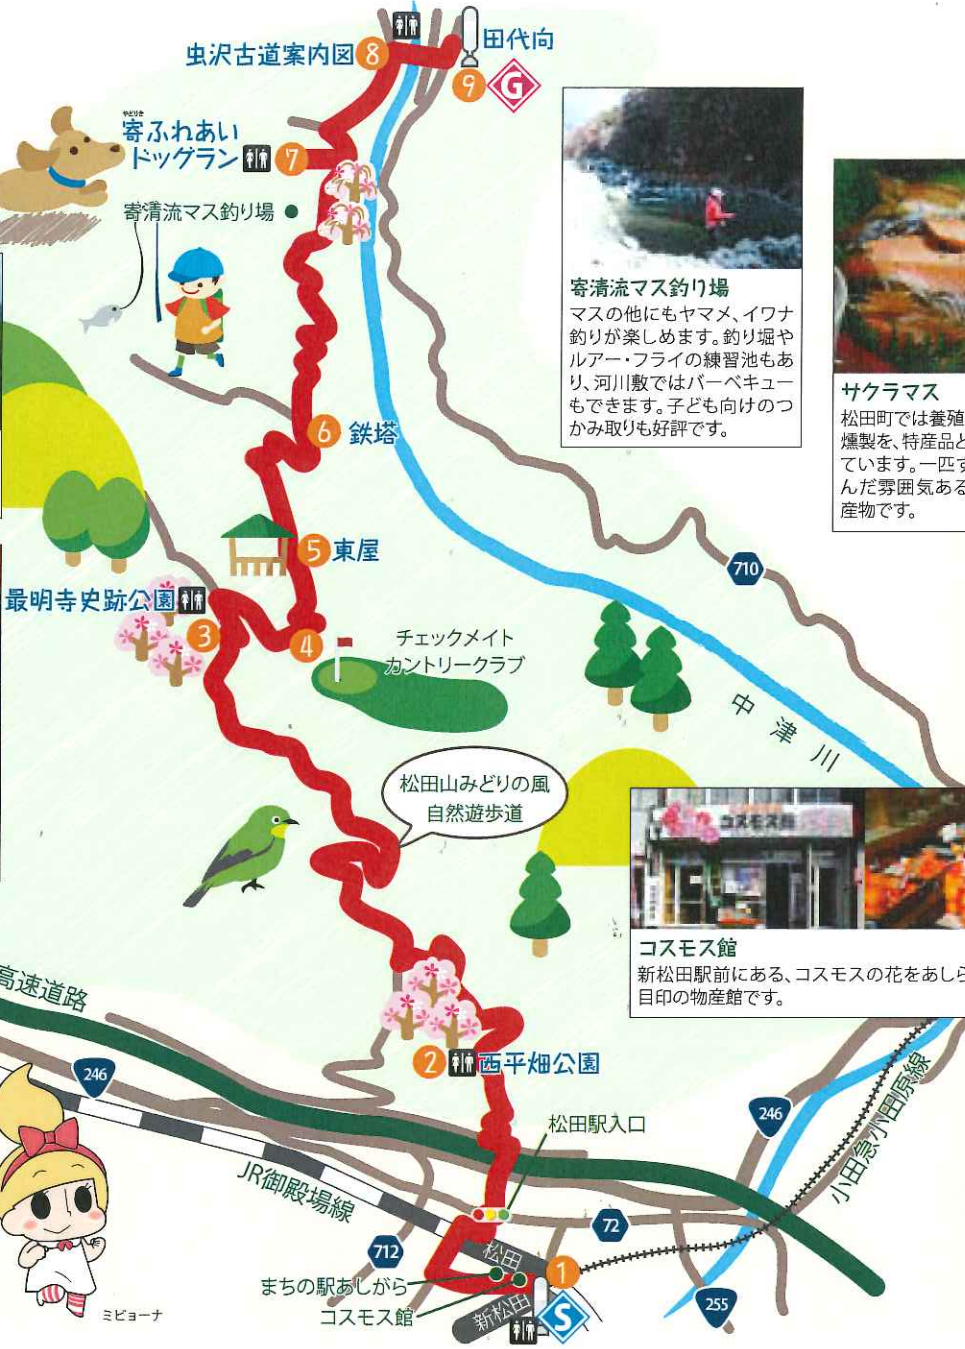 虫沢古道案内図 8
田代向
9 G
やどりき
寄ふれあい
ドッグラン 7
寄清流マス釣り場
寄清流マス釣り場
マスの他にもヤマメ、イワナ
釣りが楽しめます。釣り堀や
ルアー・フライの練習池もあ
り、河川敷ではバーベキュー
もできます。子ども向けのつ
かみ取りも好評です。
サクラマス
松田町では養殖
燻製を、特産品と
ています。一匹す
んだ雰囲気ある
産物です。
6 鉄塔
5 東屋
710
最明寺史跡公園
3
4
チェックメイト
カントリークラブ
中津川
松田山みどりの風
自然遊歩道
コスモス館
コスモス館
新松田駅前にある、コスモスの花をあしら
目印の物産館です。
高速道路
2 西平畑公園
246
246
松田駅入口
小田急小田原線
JR御殿場線
72
712
松田
1
まちの駅あしがら
コスモス館
新松田
S
255
ミビョーナ